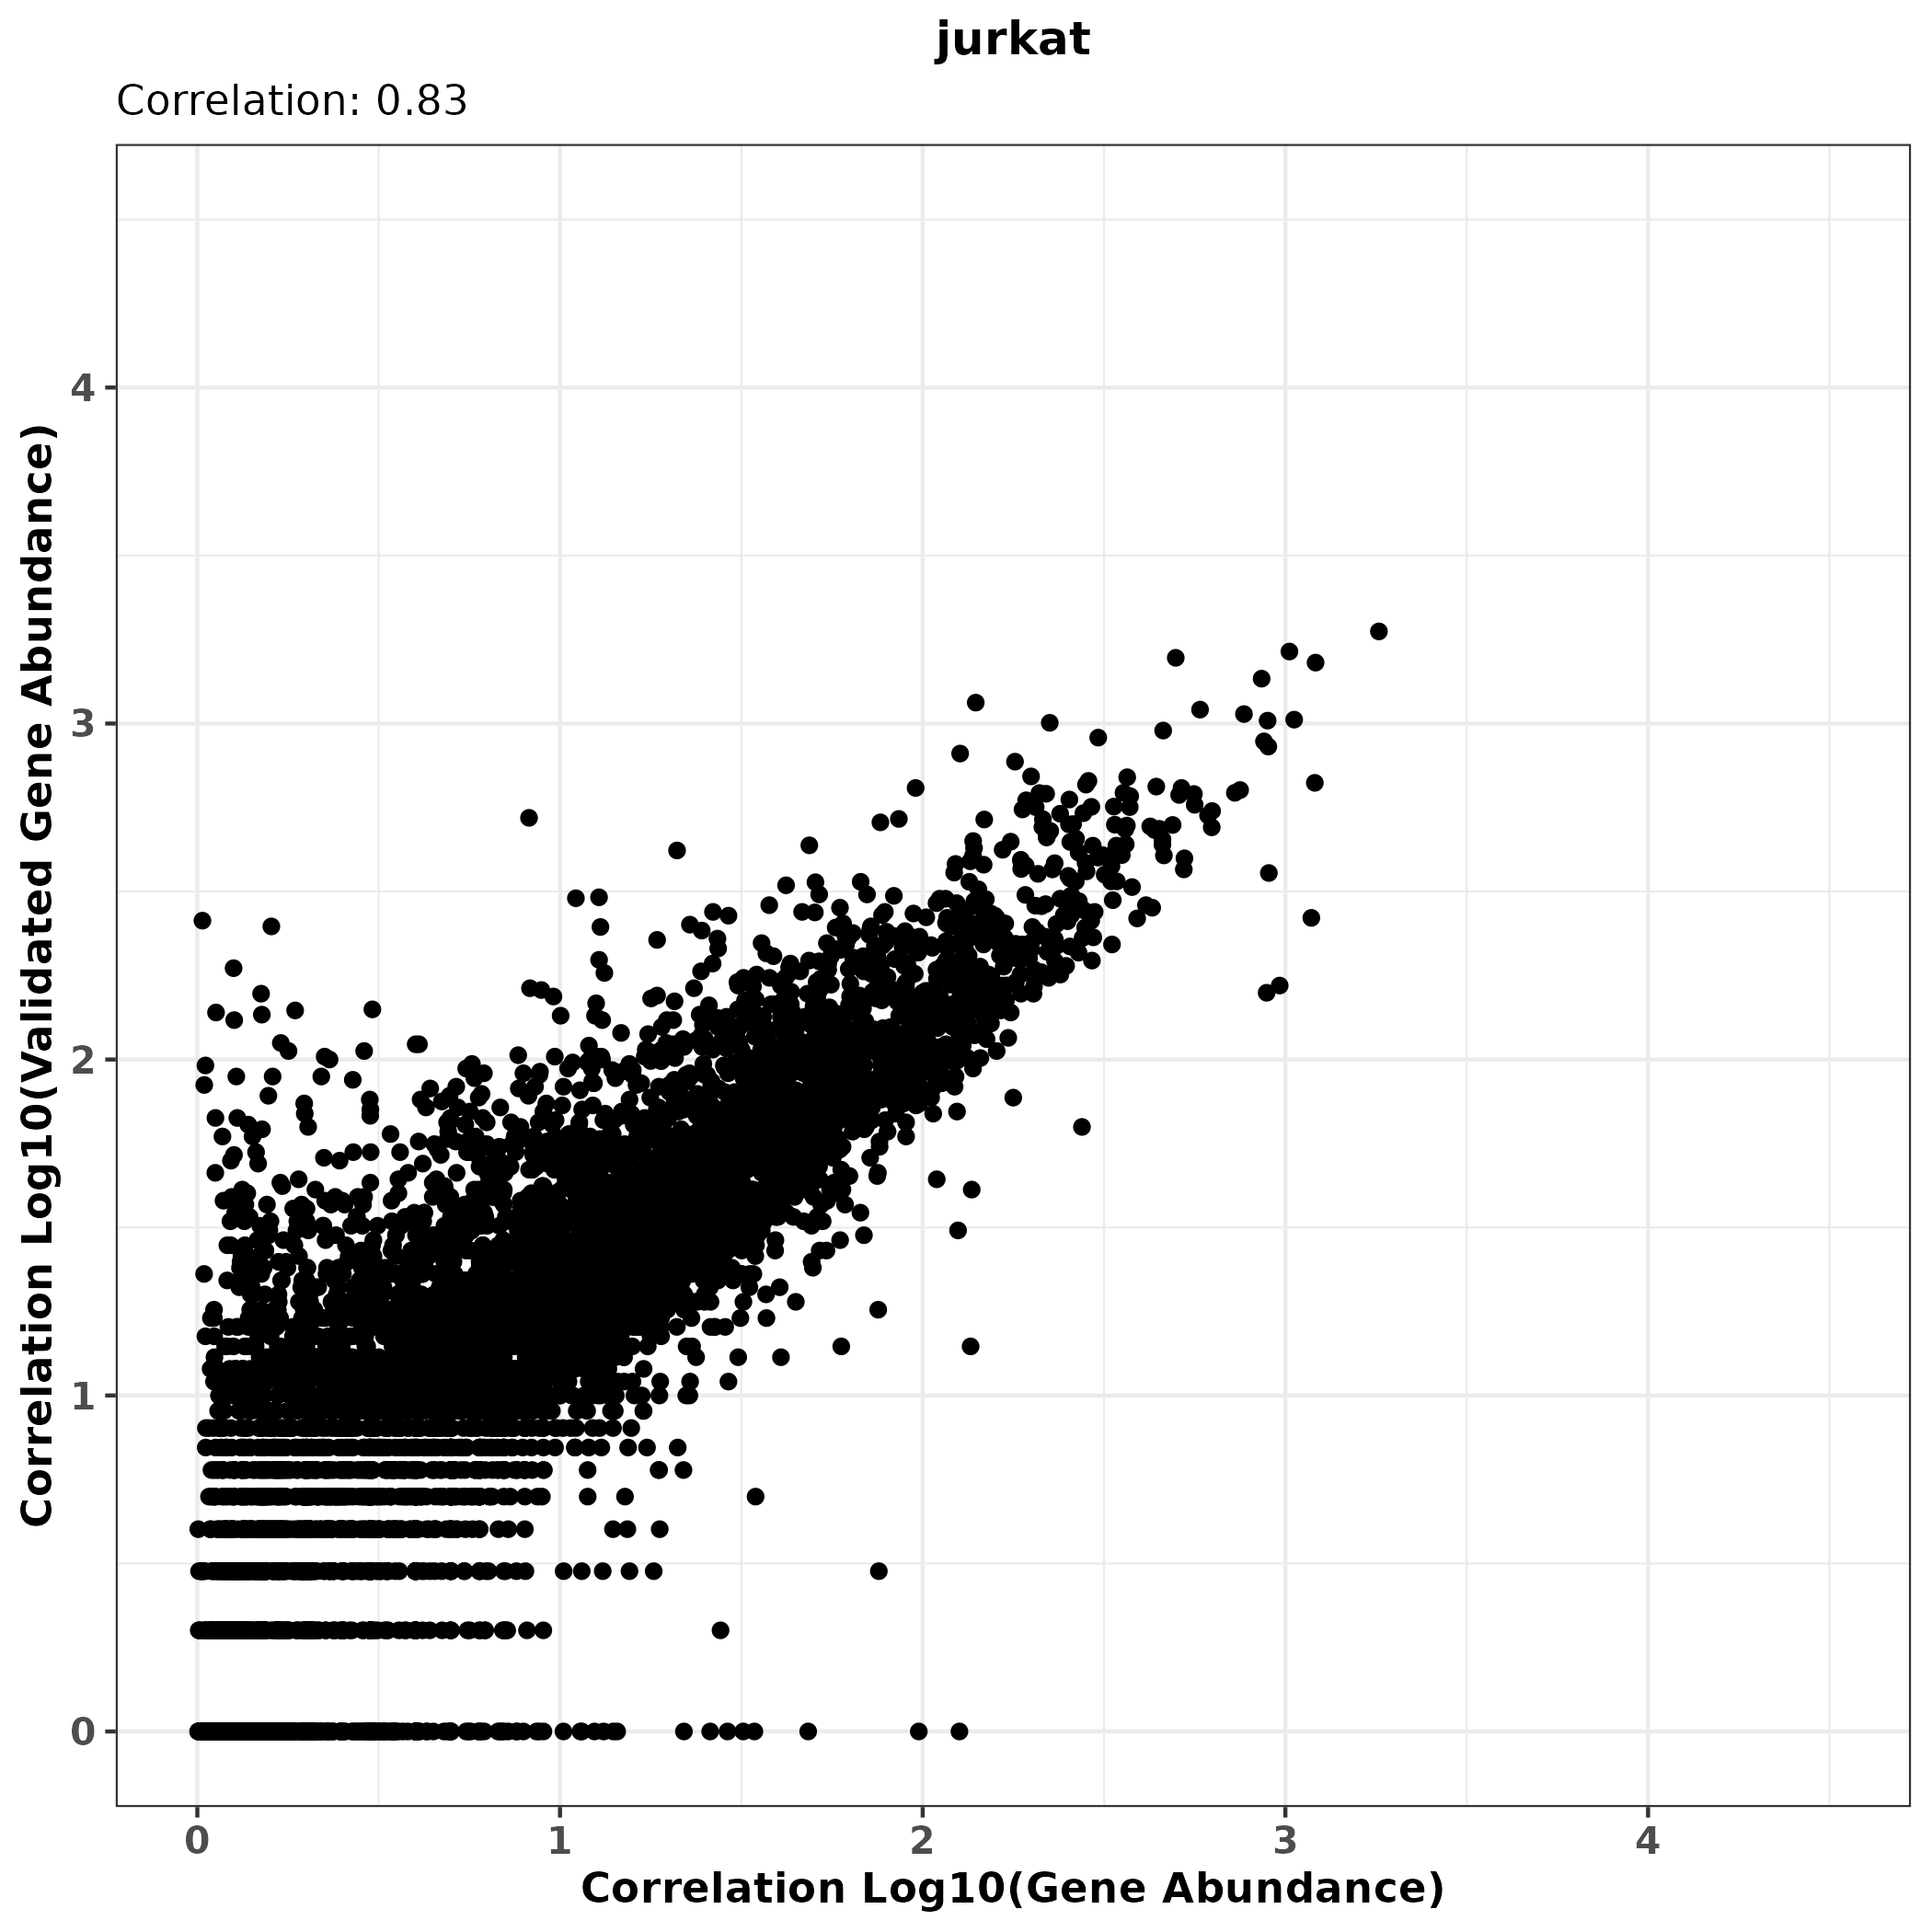 jurkat
Correlation: 0.83
Correlation Log10(Validated Gene Abundance)
4
3
2
1
0
0 1 2 3 4
Correlation Log10(Gene Abundance)